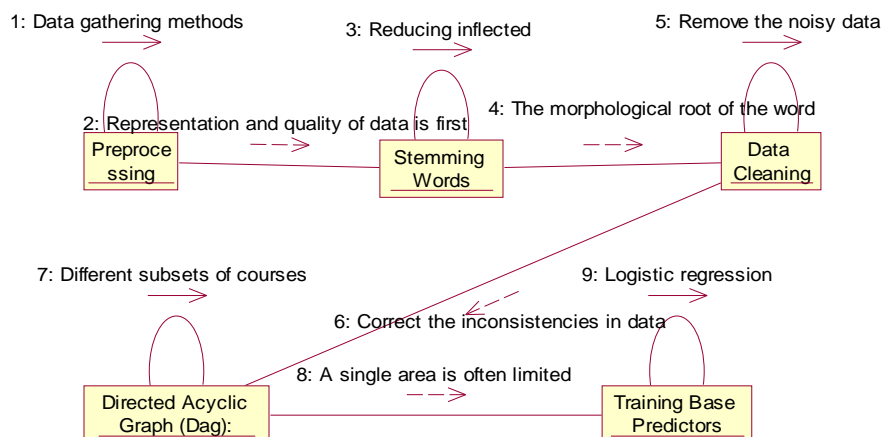 1: Data gathering methods
3: Reducing inflected
5: Remove the noisy data
2: Representation and quality of data is first
4: The morphological root of the word
Preproce
ssing
Stemming
Words
Data
Cleaning
7: Different subsets of courses
9: Logistic regression
6: Correct the inconsistencies in data
8: A single area is often limited
Directed Acyclic
Graph (Dag):
Training Base
Predictors